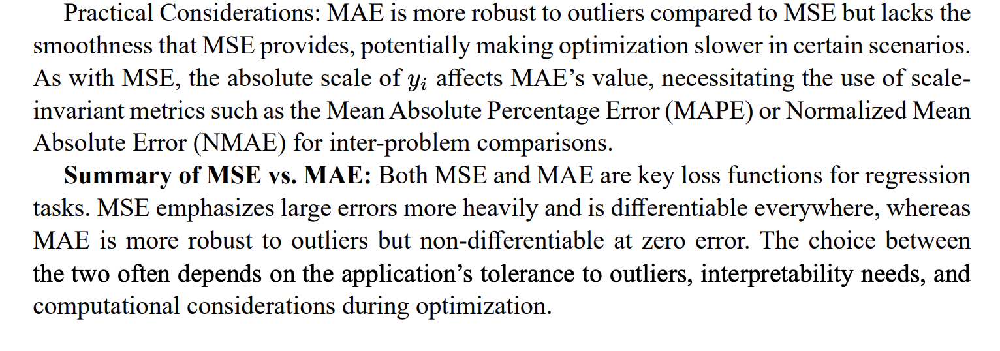 Practical Considerations: MAE is more robust to outliers compared to MSE but lacks the
smoothness that MSE provides, potentially making optimization slower in certain scenarios.
As with MSE, the absolute scale of yᵢ affects MAE’s value, necessitating the use of scale-
invariant metrics such as the Mean Absolute Percentage Error (MAPE) or Normalized Mean
Absolute Error (NMAE) for inter-problem comparisons.
Summary of MSE vs. MAE: Both MSE and MAE are key loss functions for regression
tasks. MSE emphasizes large errors more heavily and is differentiable everywhere, whereas
MAE is more robust to outliers but non-differentiable at zero error. The choice between
the two often depends on the application’s tolerance to outliers, interpretability needs, and
computational considerations during optimization.